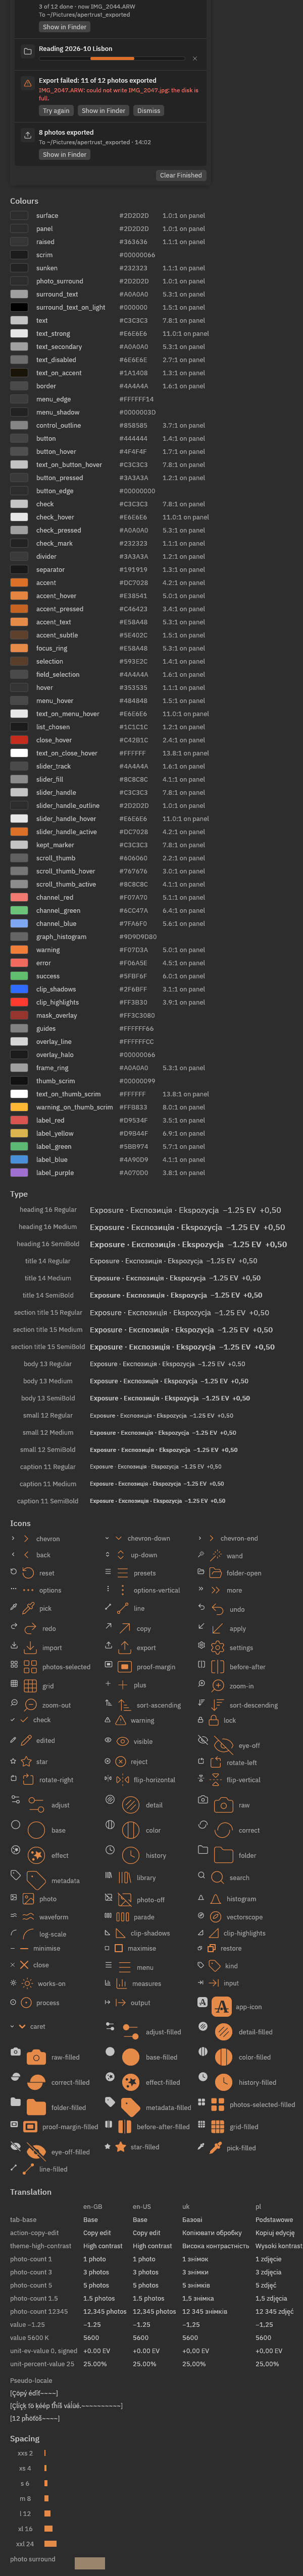 3 of 12 done · now IMG_2044.ARW
To ~/Pictures/apertrust_exported
Show in Finder
Reading 2026-10 Lisbon
Export failed: 11 of 12 photos exported
IMG_2047.ARW: could not write IMG_2047.jpg: the disk is
full.
Try again Show in Finder Dismiss
8 photos exported
To ~/Pictures/apertrust_exported · 14:02
Show in Finder
Clear Finished
Colours
surface #2D2D2D 1.0:1 on panel
panel #2D2D2D 1.0:1 on panel
raised #363636 1.1:1 on panel
scrim #00000066
sunken #232323 1.1:1 on panel
photo_surround #2D2D2D 1.0:1 on panel
surround_text #A0A0A0 5.3:1 on panel
surround_text_on_light #000000 1.5:1 on panel
text #C3C3C3 7.8:1 on panel
text_strong #E6E6E6 11.0:1 on panel
text_secondary #A0A0A0 5.3:1 on panel
text_disabled #6E6E6E 2.7:1 on panel
text_on_accent #1A1408 1.3:1 on panel
border #4A4A4A 1.6:1 on panel
menu_edge #FFFFFF14
menu_shadow #0000003D
control_outline #858585 3.7:1 on panel
button #444444 1.4:1 on panel
button_hover #4F4F4F 1.7:1 on panel
text_on_button_hover #C3C3C3 7.8:1 on panel
button_pressed #3A3A3A 1.2:1 on panel
button_edge #00000000
check #C3C3C3 7.8:1 on panel
check_hover #E6E6E6 11.0:1 on panel
check_pressed #A0A0A0 5.3:1 on panel
check_mark #232323 1.1:1 on panel
divider #3A3A3A 1.2:1 on panel
separator #191919 1.3:1 on panel
accent #DC7028 4.2:1 on panel
accent_hover #E38541 5.0:1 on panel
accent_pressed #C46423 3.4:1 on panel
accent_text #E58A48 5.3:1 on panel
accent_subtle #5E402C 1.5:1 on panel
focus_ring #E58A48 5.3:1 on panel
selection #593E2C 1.4:1 on panel
field_selection #4A4A4A 1.6:1 on panel
hover #353535 1.1:1 on panel
menu_hover #484848 1.5:1 on panel
text_on_menu_hover #E6E6E6 11.0:1 on panel
list_chosen #1C1C1C 1.2:1 on panel
close_hover #C42B1C 2.4:1 on panel
text_on_close_hover #FFFFFF 13.8:1 on panel
slider_track #4A4A4A 1.6:1 on panel
slider_fill #8C8C8C 4.1:1 on panel
slider_handle #C3C3C3 7.8:1 on panel
slider_handle_outline #2D2D2D 1.0:1 on panel
slider_handle_hover #E6E6E6 11.0:1 on panel
slider_handle_active #DC7028 4.2:1 on panel
kept_marker #C3C3C3 7.8:1 on panel
scroll_thumb #606060 2.2:1 on panel
scroll_thumb_hover #767676 3.0:1 on panel
scroll_thumb_active #8C8C8C 4.1:1 on panel
channel_red #F07A70 5.1:1 on panel
channel_green #6CC47A 6.4:1 on panel
channel_blue #7FA6F0 5.6:1 on panel
graph_histogram #9D9D9D80
warning #F07D3A 5.0:1 on panel
error #F06A5E 4.5:1 on panel
success #5FBF6F 6.0:1 on panel
clip_shadows #2F6BFF 3.1:1 on panel
clip_highlights #FF3B30 3.9:1 on panel
mask_overlay #FF3C3080
guides #FFFFFF66
overlay_line #FFFFFFCC
overlay_halo #00000066
frame_ring #A0A0A0 5.3:1 on panel
thumb_scrim #00000099
text_on_thumb_scrim #FFFFFF 13.8:1 on panel
warning_on_thumb_scrim #FFB833 8.0:1 on panel
label_red #D9534F 3.5:1 on panel
label_yellow #D9B44F 6.9:1 on panel
label_green #5BB974 5.7:1 on panel
label_blue #4A90D9 4.1:1 on panel
label_purple #A070D0 3.8:1 on panel
Type
heading 16 Regular Exposure · Експозиція · Ekspozycja −1.25 EV +0,50
heading 16 Medium Exposure · Експозиція · Ekspozycja −1.25 EV +0,50
heading 16 SemiBold Exposure · Експозиція · Ekspozycja −1.25 EV +0,50
title 14 Regular Exposure · Експозиція · Ekspozycja −1.25 EV +0,50
title 14 Medium Exposure · Експозиція · Ekspozycja −1.25 EV +0,50
title 14 SemiBold Exposure · Експозиція · Ekspozycja −1.25 EV +0,50
section title 15 Regular Exposure · Експозиція · Ekspozycja −1.25 EV +0,50
section title 15 Medium Exposure · Експозиція · Ekspozycja −1.25 EV +0,50
section title 15 SemiBold Exposure · Експозиція · Ekspozycja −1.25 EV +0,50
body 13 Regular Exposure · Експозиція · Ekspozycja −1.25 EV +0,50
body 13 Medium Exposure · Експозиція · Ekspozycja −1.25 EV +0,50
body 13 SemiBold Exposure · Експозиція · Ekspozycja −1.25 EV +0,50
small 12 Regular Exposure · Експозиція · Ekspozycja −1.25 EV +0,50
small 12 Medium Exposure · Експозиція · Ekspozycja −1.25 EV +0,50
small 12 SemiBold Exposure · Експозиція · Ekspozycja −1.25 EV +0,50
caption 11 Regular Exposure · Експозиція · Ekspozycja −1.25 EV +0,50
caption 11 Medium Exposure · Експозиція · Ekspozycja −1.25 EV +0,50
caption 11 SemiBold Exposure · Експозиція · Ekspozycja −1.25 EV +0,50
Icons
chevron chevron-down chevron-end
back up-down wand
reset presets folder-open
options options-vertical more
pick line undo
redo copy apply
import export settings
photos-selected proof-margin before-after
grid plus zoom-in
zoom-out sort-ascending sort-descending
check warning lock
edited visible eye-off
star reject rotate-left
rotate-right flip-horizontal flip-vertical
adjust detail raw
base color correct
effect history folder
metadata library search
photo photo-off histogram
waveform parade vectorscope
log-scale clip-shadows clip-highlights
minimise maximise restore
close menu kind
works-on measures input
process output app-icon
caret adjust-filled detail-filled
raw-filled base-filled color-filled
correct-filled effect-filled history-filled
folder-filled metadata-filled photos-selected-filled
proof-margin-filled before-after-filled grid-filled
eye-off-filled star-filled pick-filled
line-filled
Translation
en-GB en-US uk pl
tab-base Base Base Базові Podstawowe
action-copy-edit Copy edit Copy edit Копіювати обробку Kopiuj edycję
theme-high-contrast High contrast High contrast Висока контрастність Wysoki kontrast
photo-count 1 1 photo 1 photo 1 знімок 1 zdjęcie
photo-count 3 3 photos 3 photos 3 знімки 3 zdjęcia
photo-count 5 5 photos 5 photos 5 знімків 5 zdjęć
photo-count 1.5 1.5 photos 1.5 photos 1,5 знімка 1,5 zdjęcia
photo-count 12345 12,345 photos 12,345 photos 12 345 знімків 12 345 zdjęć
value −1.25 −1.25 −1.25 −1,25 −1,25
value 5600 K 5600 5600 5600 5600
unit-ev-value 0, signed +0.00 EV +0.00 EV +0,00 EV +0,00 EV
unit-percent-value 25 25.00% 25.00% 25,00% 25,00%
Pseudo-locale
Spacing
xxs 2
xs 4
s 6
m 8
l 12
xl 16
xxl 24
photo surround